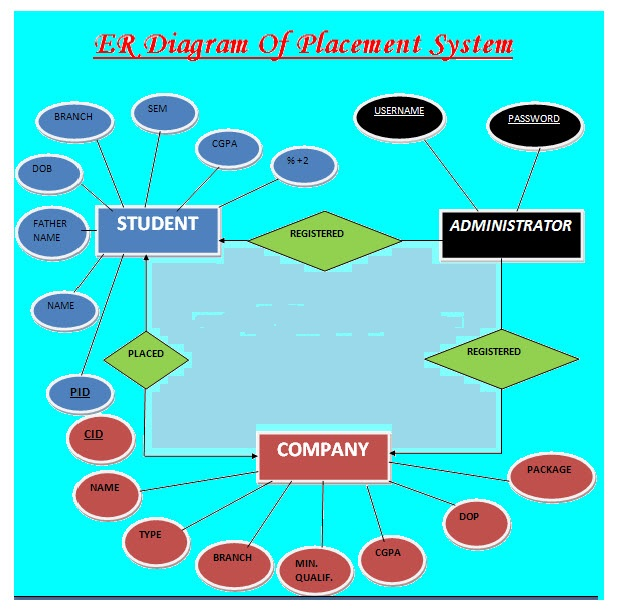 ER Diagram Of Placement System
BRANCH
SEM
CGPA
% +2
DOB
FATHER
NAME
NAME
PID
STUDENT
USERNAME
PASSWORD
ADMINISTRATOR
REGISTERED
PLACED
REGISTERED
COMPANY
CID
NAME
TYPE
BRANCH
MIN.
QUALIF.
CGPA
DOP
PACKAGE